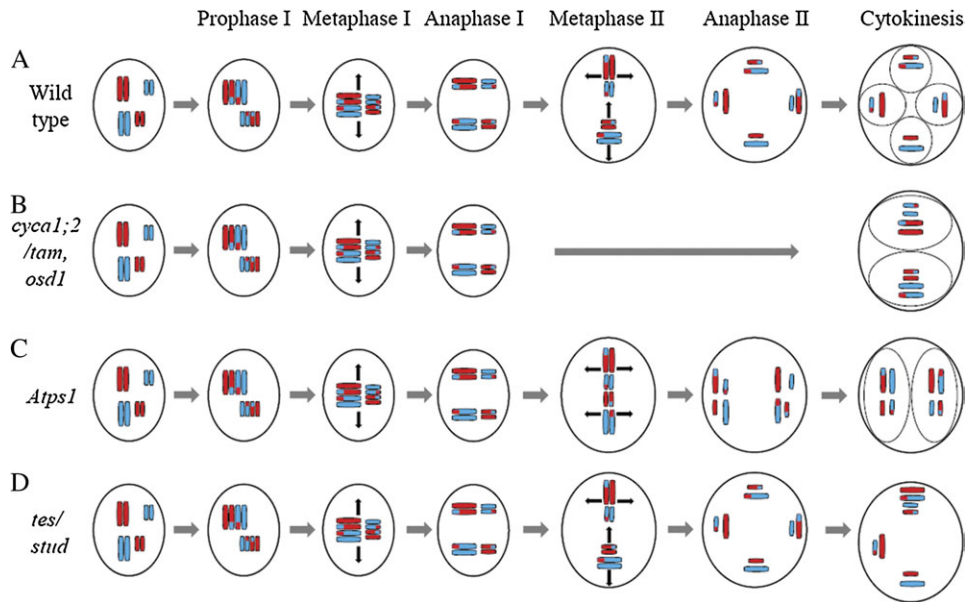 Prophase I Metaphase I Anaphase I Metaphase II Anaphase II Cytokinesis
A
Wild
type
B
cyca1;2
/tam,
osd1
C
Atps1
D
tes/
stud